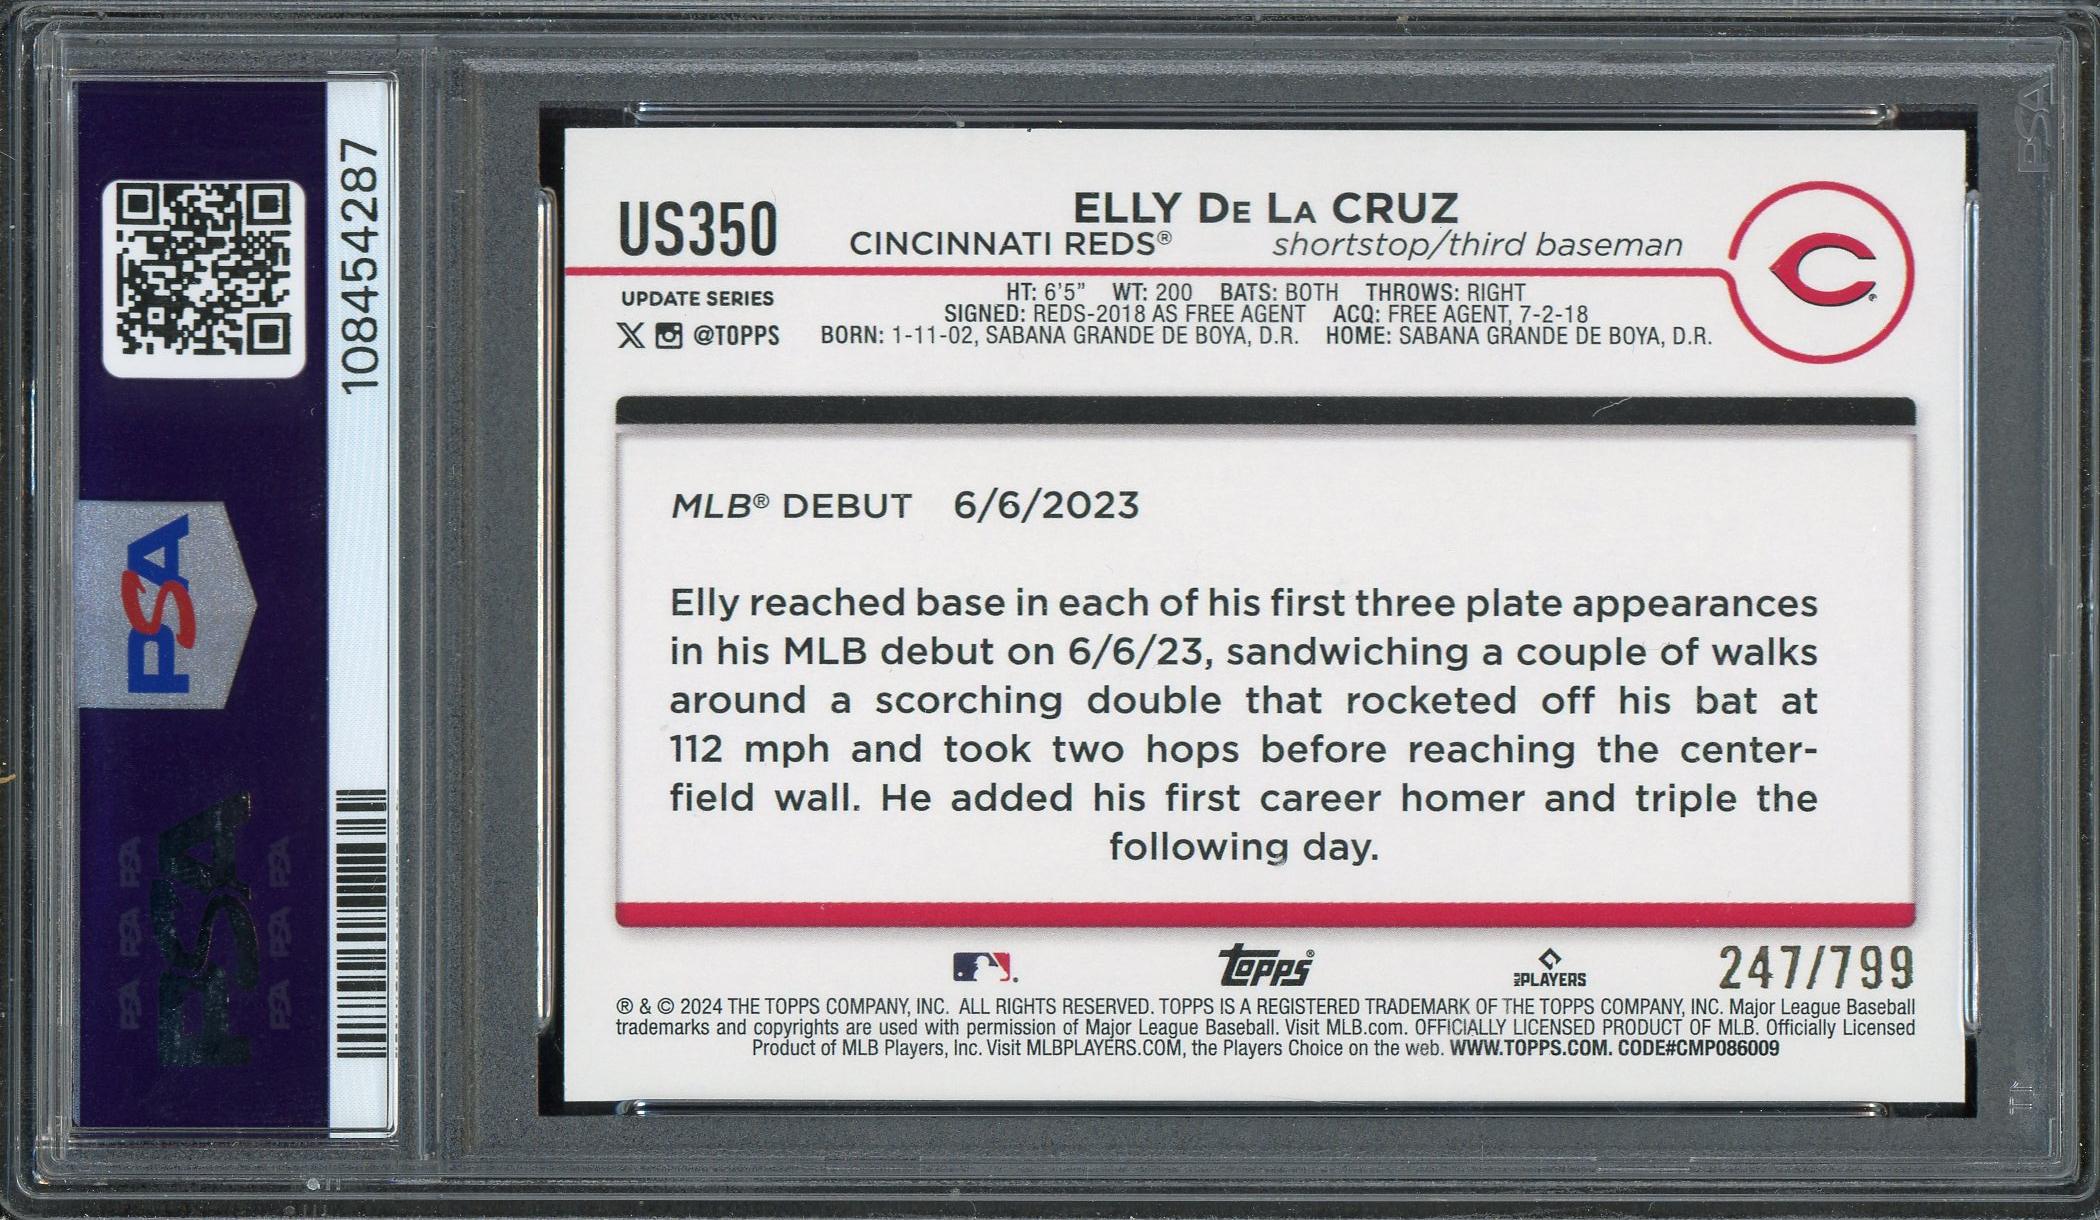 108454287
PSA
PSA
PSA
PSA
PSA
PSA
PSA
PSA
PSA
US350
ELLY DE LA CRUZ
CINCINNATI REDS® shortstop/third baseman
C
UPDATE SERIES
X @TOPPS
HT: 6'5" WT: 200 BATS: BOTH THROWS: RIGHT
SIGNED: REDS-2018 AS FREE AGENT ACQ: FREE AGENT, 7-2-18
BORN: 1-11-02, SABANA GRANDE DE BOYA, D.R. HOME: SABANA GRANDE DE BOYA, D.R.
MLB® DEBUT 6/6/2023
Elly reached base in each of his first three plate appearances
in his MLB debut on 6/6/23, sandwiching a couple of walks
around a scorching double that rocketed off his bat at
112 mph and took two hops before reaching the center-
field wall. He added his first career homer and triple the
following day.
topps®
MLB PLAYERS
247/799
® & © 2024 THE TOPPS COMPANY, INC. ALL RIGHTS RESERVED. TOPPS IS A REGISTERED TRADEMARK OF THE TOPPS COMPANY, INC. Major League Baseball
trademarks and copyrights are used with permission of Major League Baseball. Visit MLB.com. OFFICIALLY LICENSED PRODUCT OF MLB. Officially Licensed
Product of MLB Players, Inc. Visit MLBPLAYERS.COM, the Players Choice on the web. WWW.TOPPS.COM. CODE#CMP086009